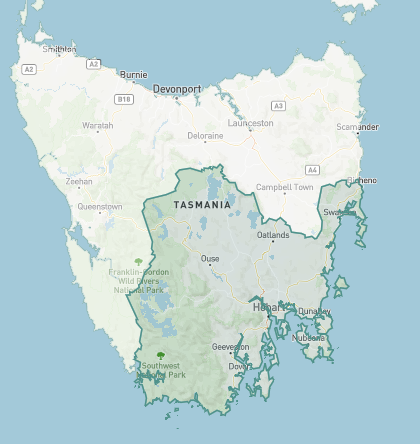 Smithton
A2
A2
Burnie
Devonport
B18
A3
Waratah
Launceston
Scamander
Deloraine
A4
Zeehan
Campbell Town
Bicheno
Queenstown
TASMANIA
Swansea
Oatlands
Ouse
Franklin-Gordon
Wild Rivers
National Park
Hobart
Dunalley
Nubeena
Geeveston
Dover
Southwest
National Park